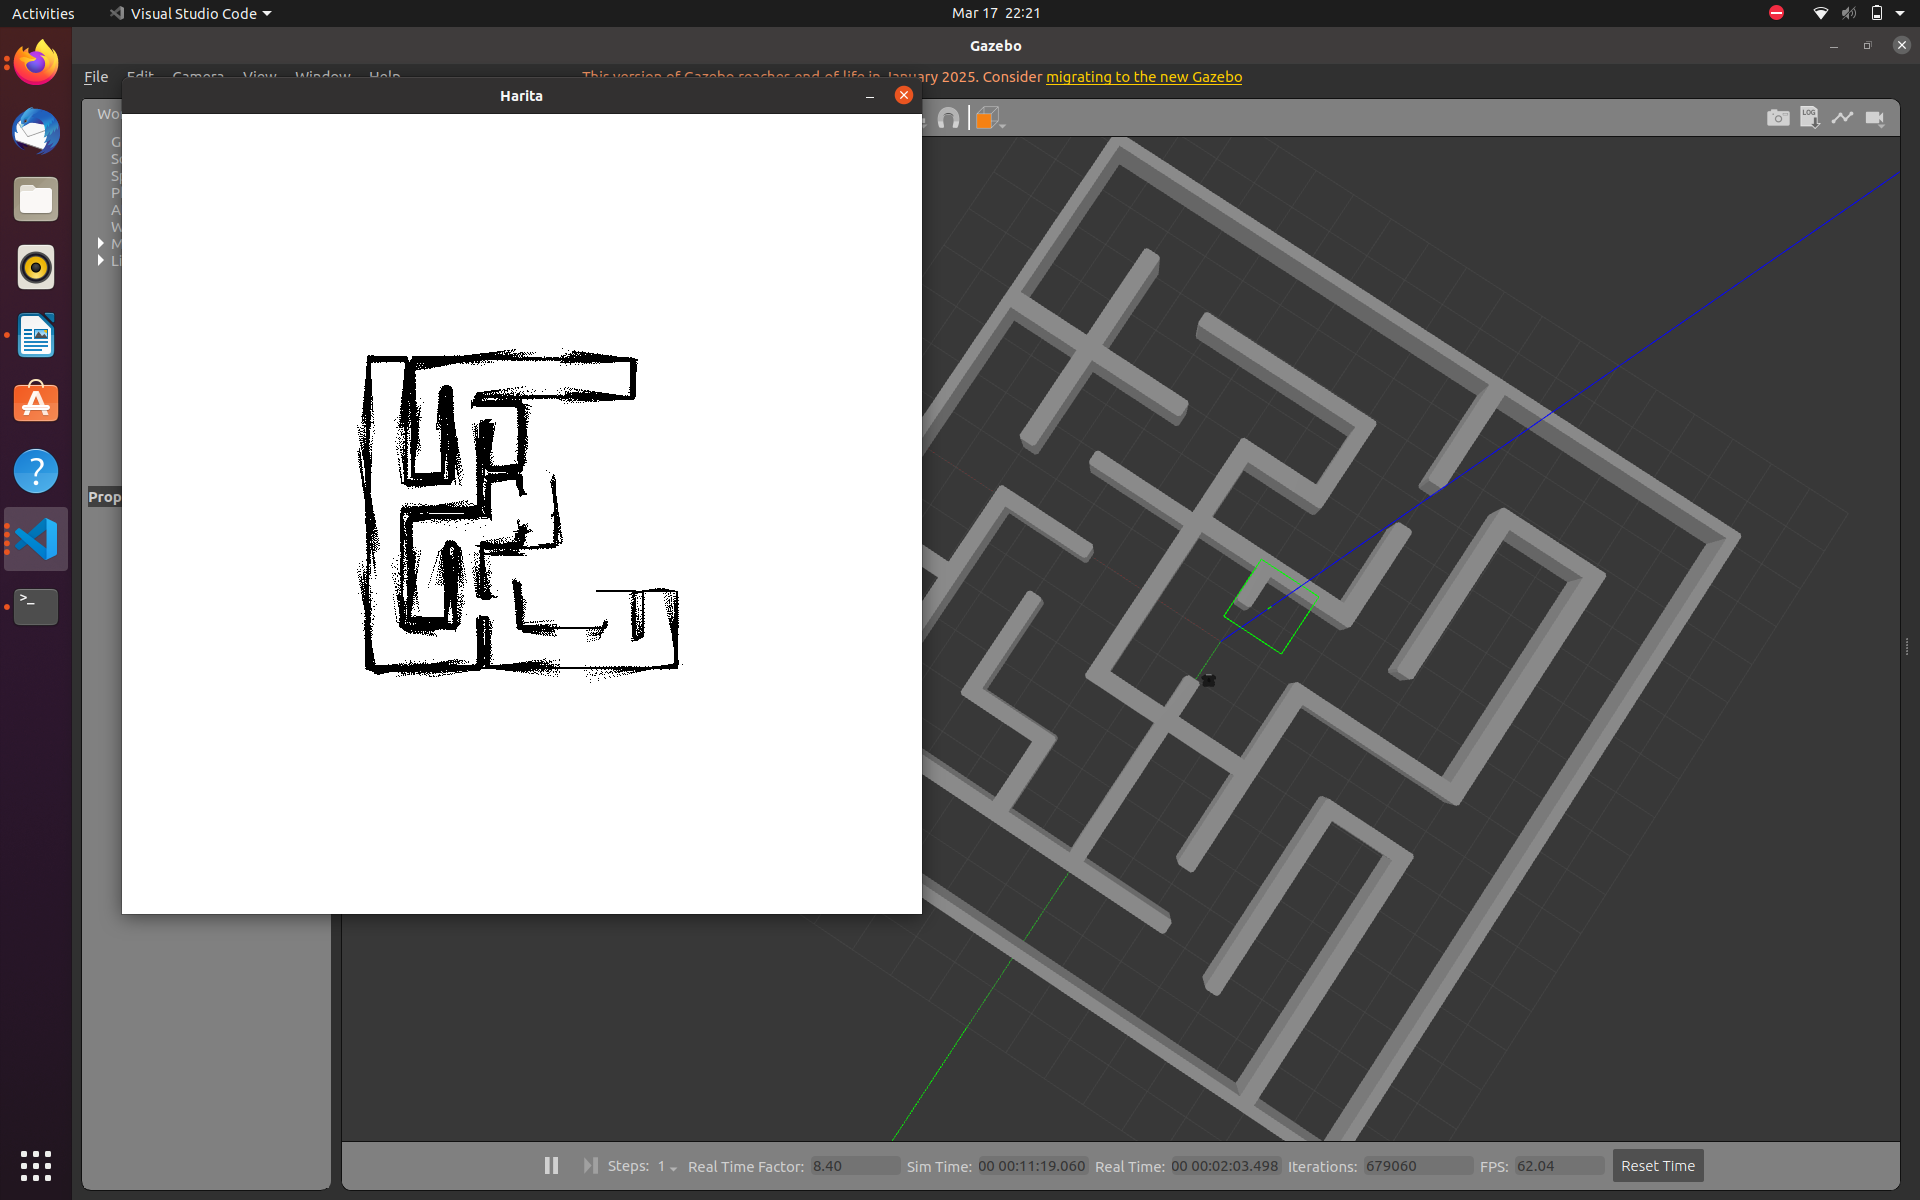 Activities
Visual Studio Code
Mar 17 22:21
Gazebo
File Edit Camera View Window Help
This version of Gazebo reaches end of life in January 2025. Consider migrating to the new Gazebo
Harita
Wo
G
Sc
Sp
P
A
W
M
Li
Prop
LOG
?
>_
Steps: 1
Real Time Factor: 8.40
Sim Time: 00 00:11:19.060
Real Time: 00 00:02:03.498
Iterations: 679060
FPS: 62.04
Reset Time